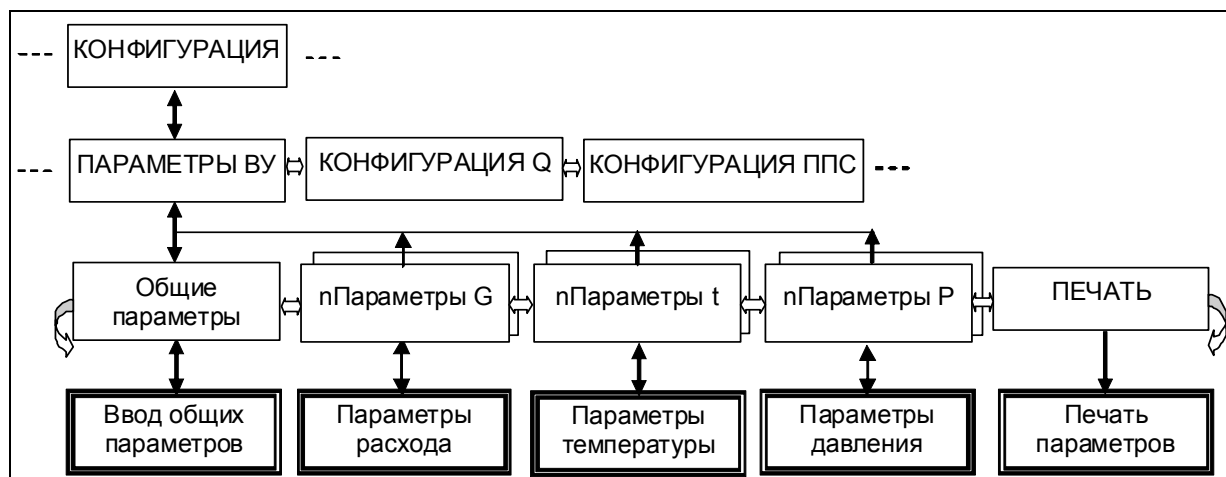 КОНФИГУРАЦИЯ
ПАРАМЕТРЫ ВУ
КОНФИГУРАЦИЯ Q
КОНФИГУРАЦИЯ ППС
Общие
параметры
nПараметры G
nПараметры t
nПараметры P
ПЕЧАТЬ
Ввод общих
параметров
Параметры
расхода
Параметры
температуры
Параметры
давления
Печать
параметров